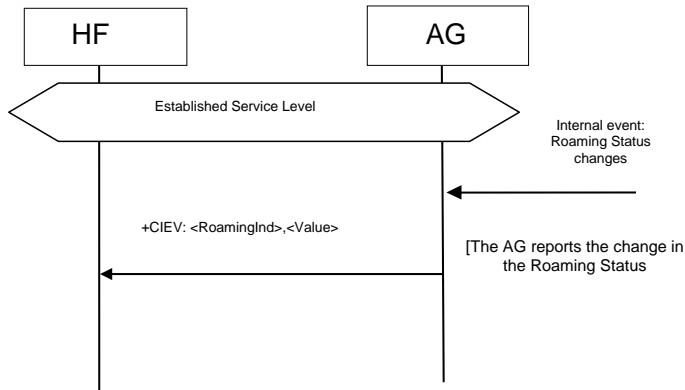 HF
AG
Established Service Level
Internal event:
Roaming Status
changes
+CIEV: <RoamingInd>,<Value>
[The AG reports the change in
the Roaming Status